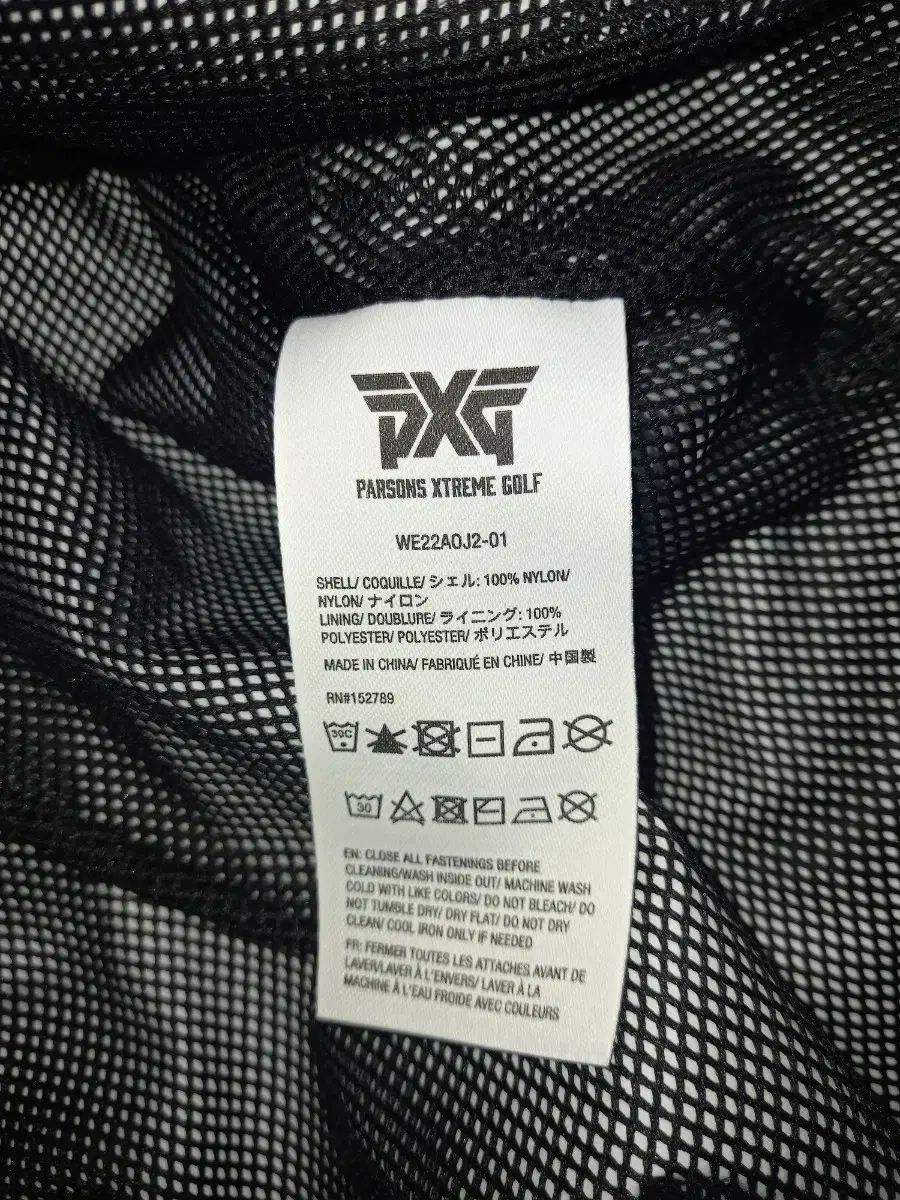 PXG
PARSONS XTREME GOLF
WE22AOJ2-01
SHELL/ COQUILLE/ シェル: 100% NYLON/
NYLON/ ナイロン
LINING/ DOUBLURE/ ライニング: 100%
POLYESTER/ POLYESTER/ ポリエステル
MADE IN CHINA/ FABRIQUÉ EN CHINE/ 中国製
RN#152789
30C
30
EN: CLOSE ALL FASTENINGS BEFORE
CLEANING/WASH INSIDE OUT/ MACHINE WASH
COLD WITH LIKE COLORS/ DO NOT BLEACH/ DO
NOT TUMBLE DRY/ DRY FLAT/ DO NOT DRY
CLEAN/ COOL IRON ONLY IF NEEDED
FR: FERMER TOUTES LES ATTACHES AVANT DE
LAVER/LAVER À L'ENVERS/ LAVER À LA
MACHINE À L'EAU FROIDE AVEC COULEURS